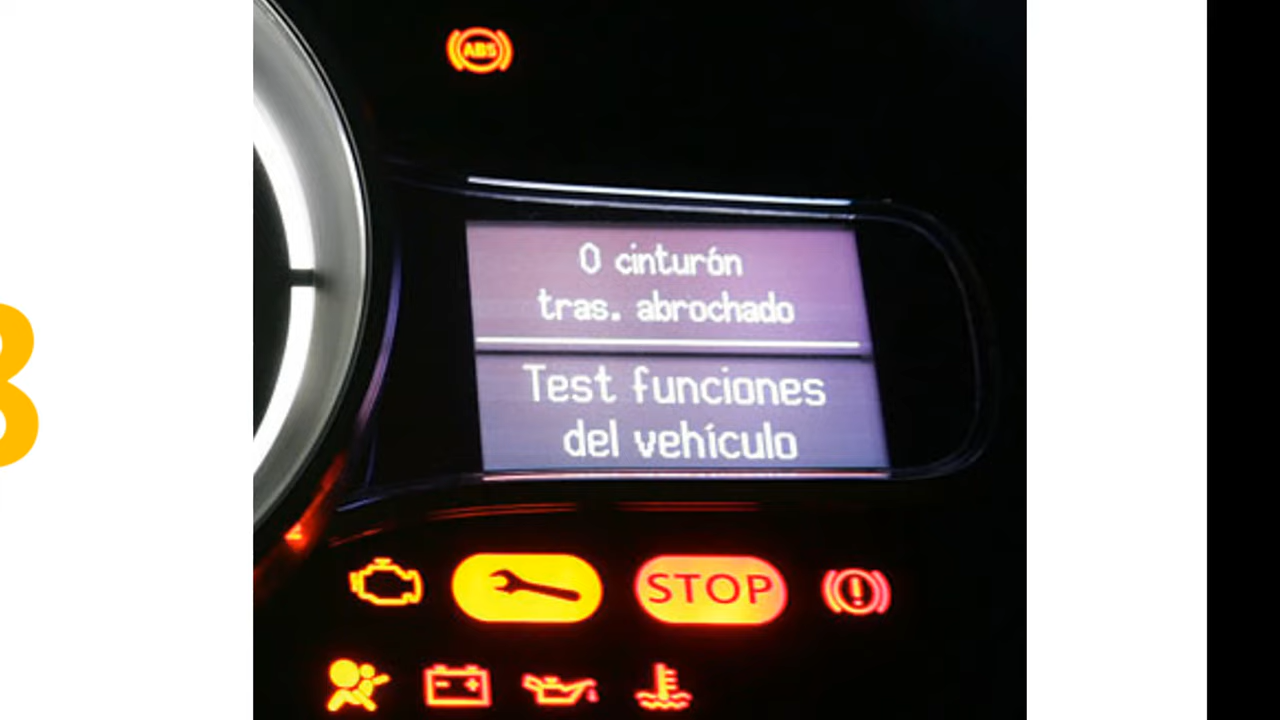 ABS
0 cinturón
tras. abrochado
Test funciones
del vehículo
STOP